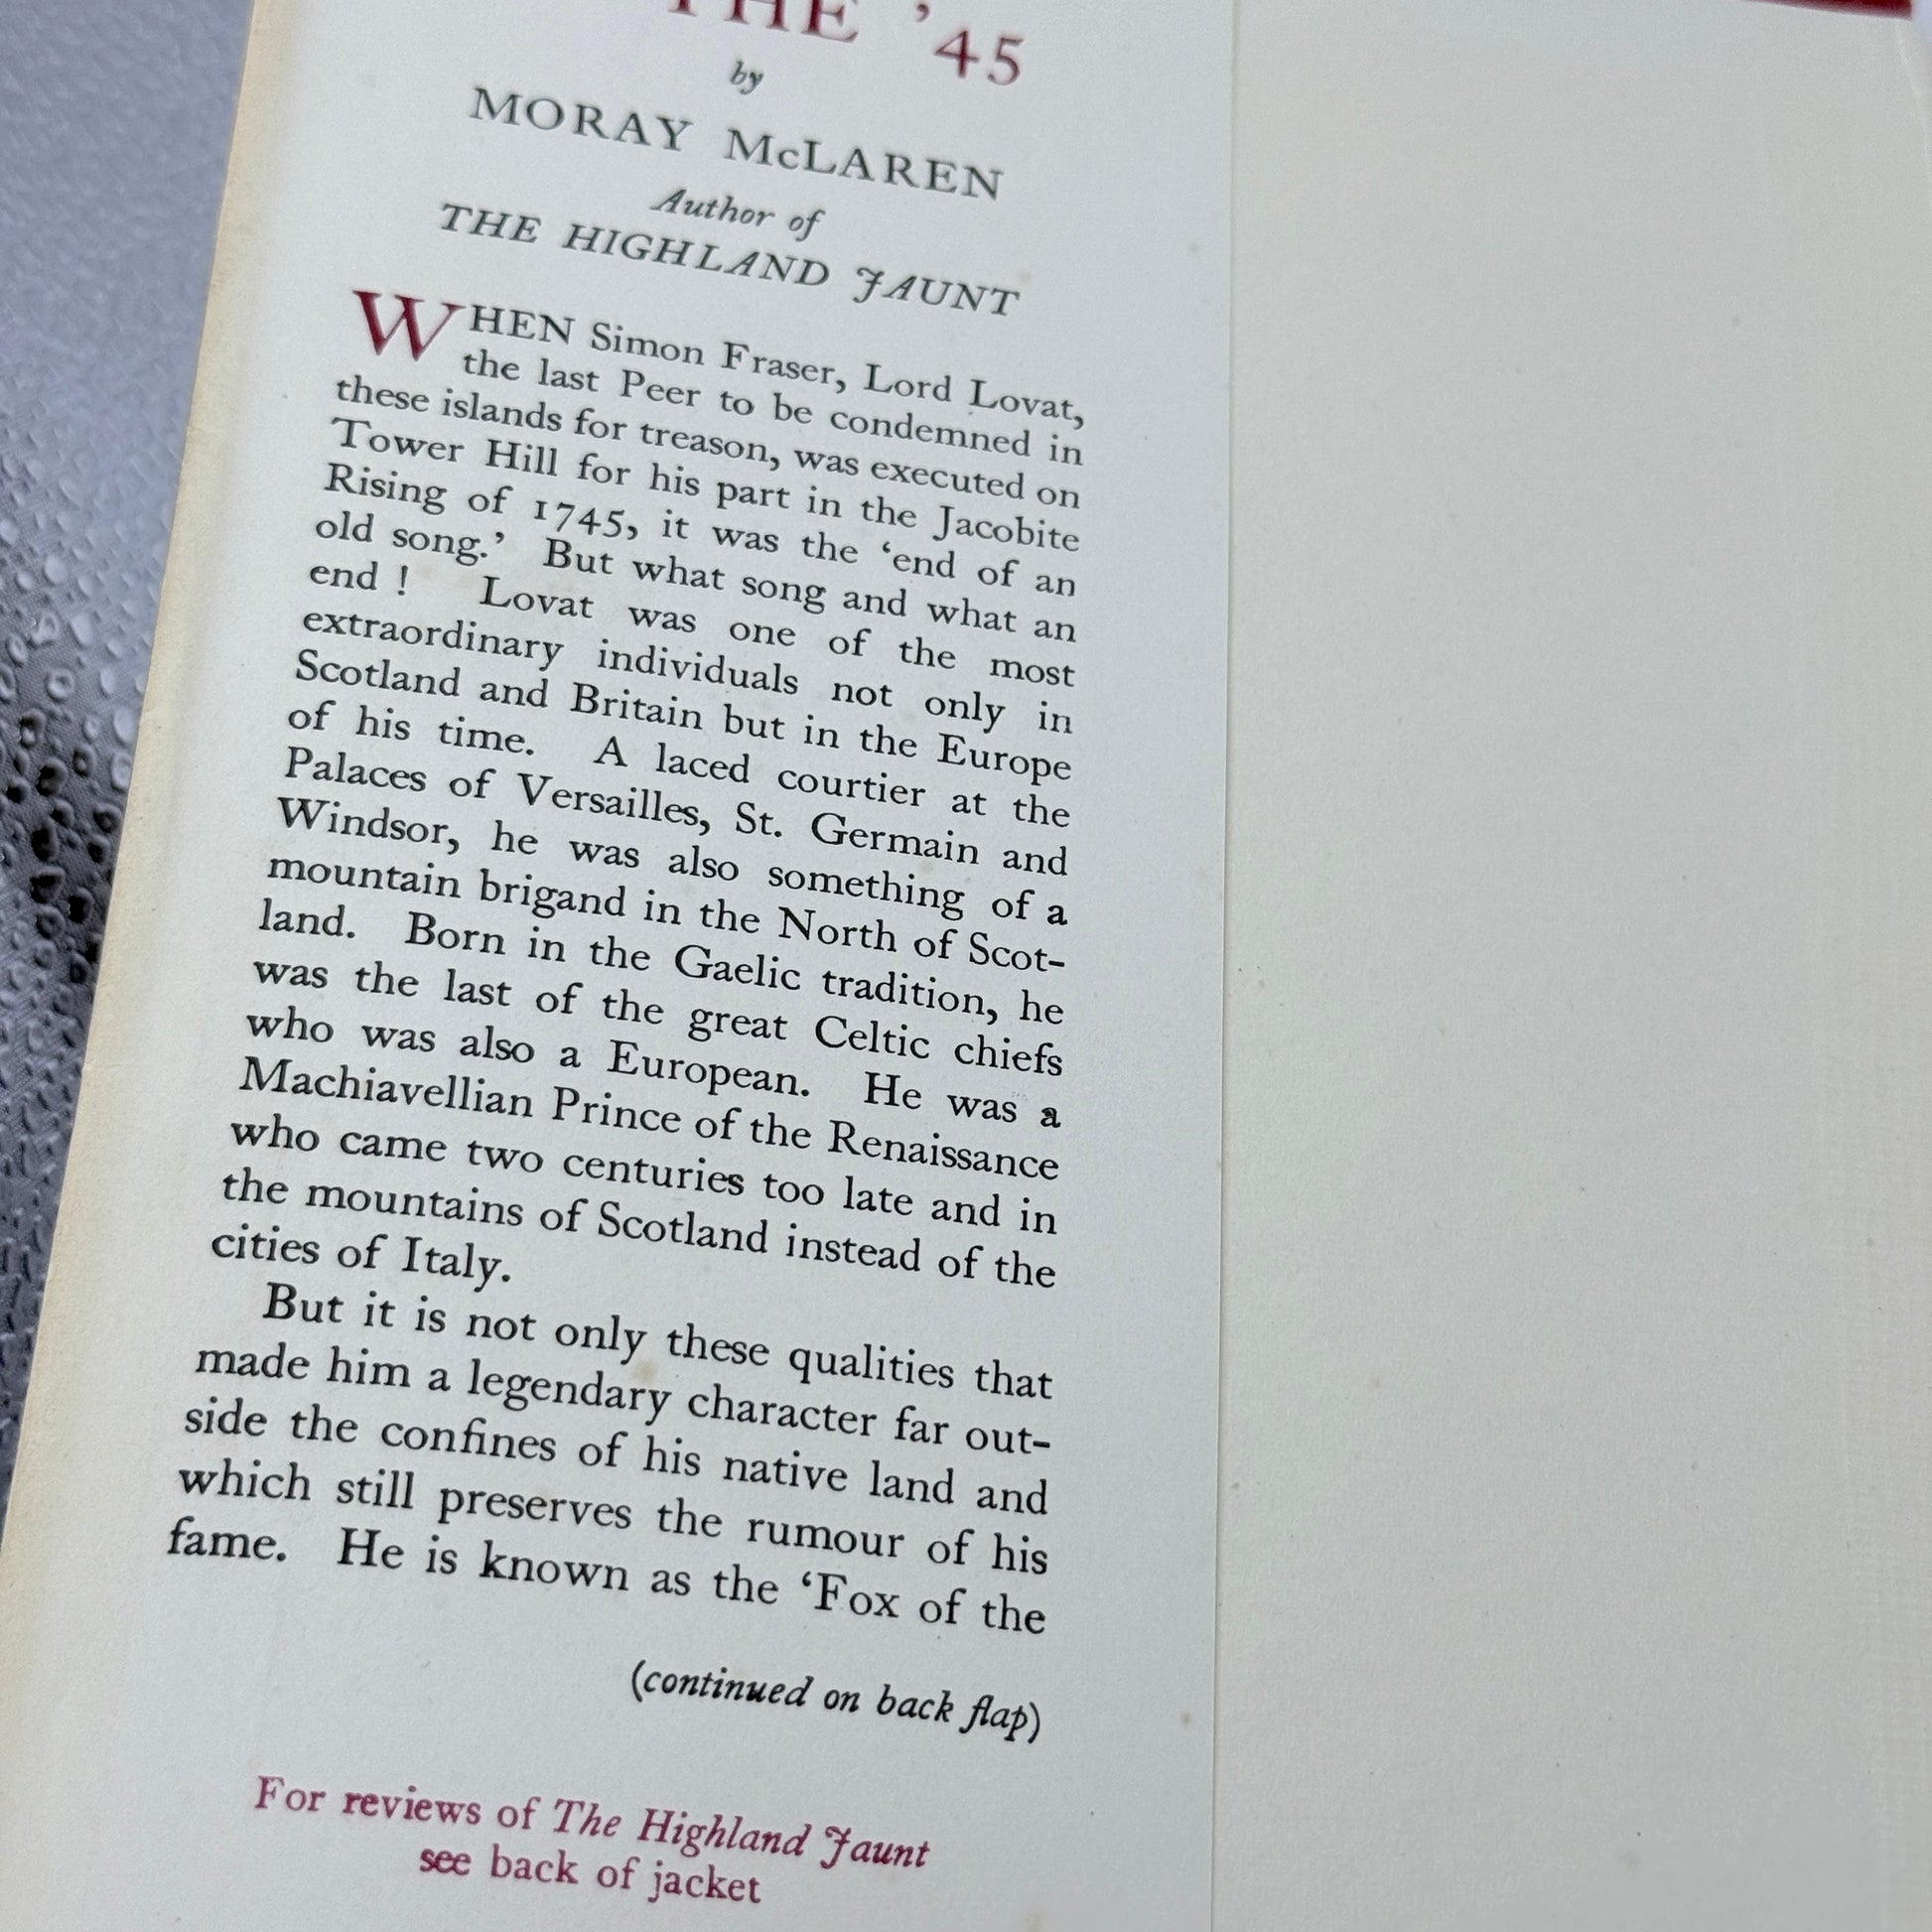 THE '45
by
MORAY McLAREN
Author of
THE HIGHLAND JAUNT
WHEN Simon Fraser, Lord Lovat,
the last Peer to be condemned in
these islands for treason, was executed on
Tower Hill for his part in the Jacobite
Rising of 1745, it was the ‘end of an
old song.’ But what song and what an
end ! Lovat was one of the most
extraordinary individuals not only in
Scotland and Britain but in the Europe
of his time. A laced courtier at the
Palaces of Versailles, St. Germain and
Windsor, he was also something of a
mountain brigand in the North of Scot-
land. Born in the Gaelic tradition, he
was the last of the great Celtic chiefs
who was also a European. He was a
Machiavellian Prince of the Renaissance
who came two centuries too late and in
the mountains of Scotland instead of the
cities of Italy.
But it is not only these qualities that
made him a legendary character far out-
side the confines of his native land and
which still preserves the rumour of his
fame. He is known as the ‘Fox of the
(continued on back flap)
For reviews of The Highland Jaunt
see back of jacket